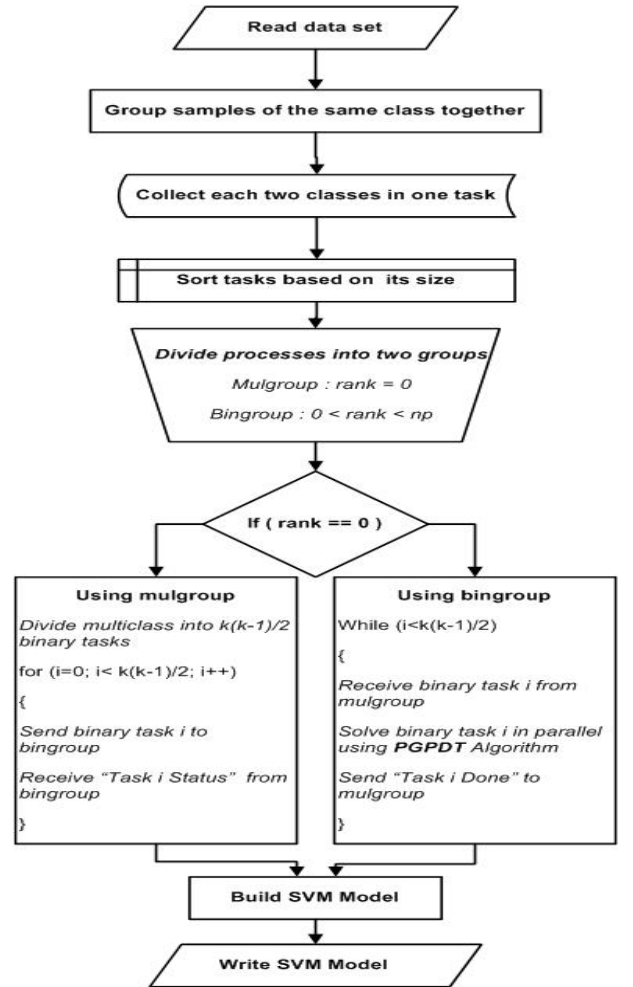 Read data set
Group samples of the same class together
Collect each two classes in one task
Sort tasks based on its size
Divide processes into two groups
Mulgroup : rank = 0
Bingroup : 0 < rank < np
If ( rank == 0 )
Using mulgroup
Divide multiclass into k(k-1)/2
binary tasks
for (i=0; i< k(k-1)/2; i++)
{
Send binary task i to
bingroup
Receive “Task i Status” from
bingroup
}
Using bingroup
While (i<k(k-1)/2)
{
Receive binary task i from
mulgroup
Solve binary task i in parallel
using PGPDT Algorithm
Send “Task i Done” to
mulgroup
}
Build SVM Model
Write SVM Model